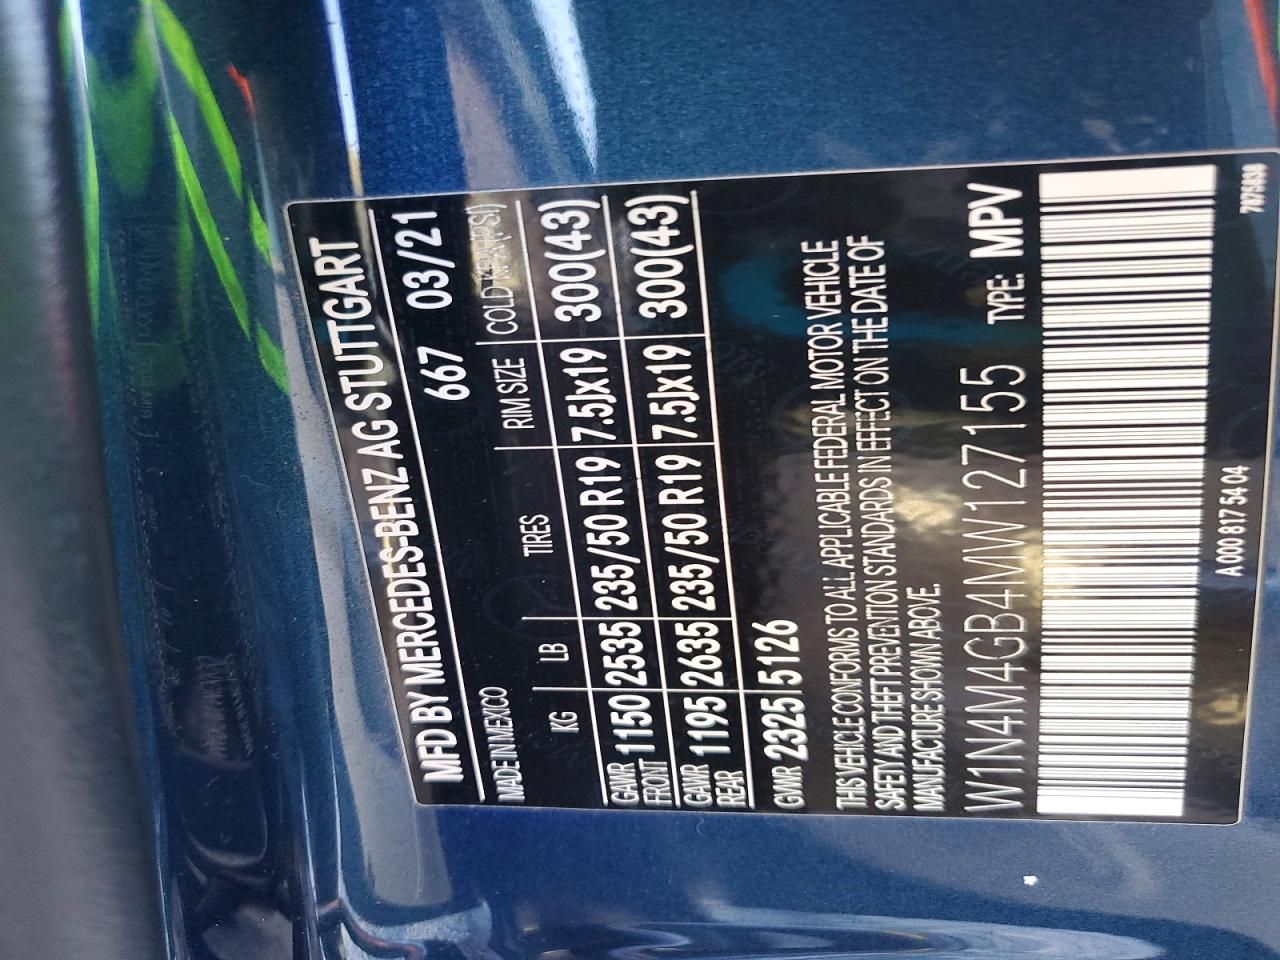 MFD BY MERCEDES-BENZ AG STUTTGART
MADE IN MEXICO 667 03/21
KG LB TIRES RIM SIZE COLD KPA(PSI)
GAWR FRONT 1150 2535 235/50 R19 7.5Jx19 300(43)
GAWR REAR 1195 2635 235/50 R19 7.5Jx19 300(43)
GVWR 2325 5126
THIS VEHICLE CONFORMS TO ALL APPLICABLE FEDERAL MOTOR VEHICLE
SAFETY AND THEFT PREVENTION STANDARDS IN EFFECT ON THE DATE OF
MANUFACTURE SHOWN ABOVE.
W1N4M4GB4MW127155 TYPE: MPV
A 000 817 54 04